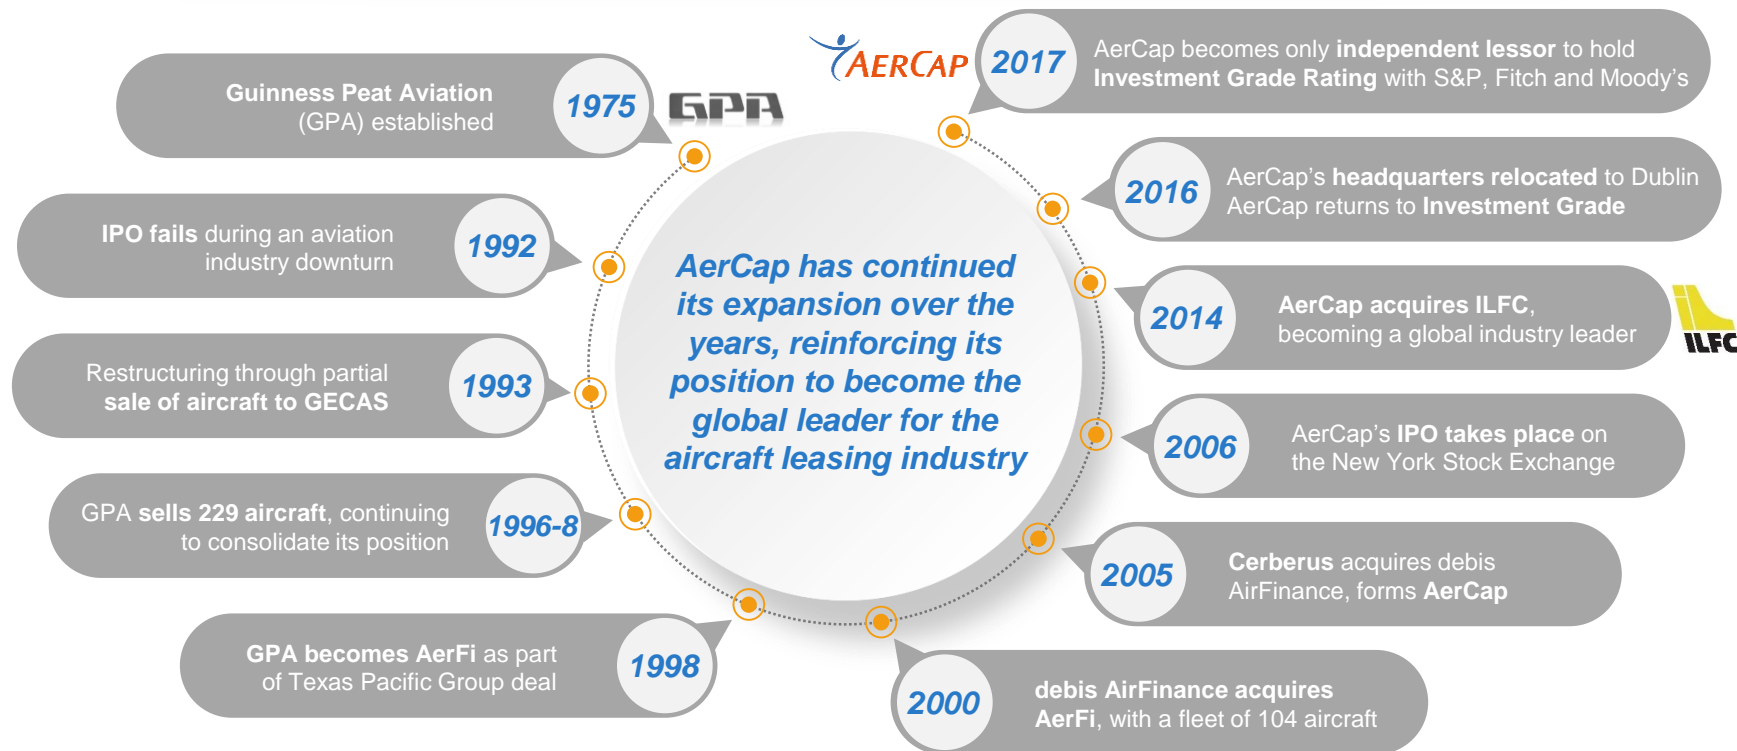 Guinness Peat Aviation
(GPA) established
1975
GPA
IPO fails during an aviation
industry downturn
1992
Restructuring through partial
sale of aircraft to GECAS
1993
GPA sells 229 aircraft, continuing
to consolidate its position
1996-8
GPA becomes AerFi as part
of Texas Pacific Group deal
1998
AerCap has continued
its expansion over the
years, reinforcing its
position to become the
global leader for the
aircraft leasing industry
2000
debis AirFinance acquires
AerFi, with a fleet of 104 aircraft
2005
Cerberus acquires debis
AirFinance, forms AerCap
2006
AerCap's IPO takes place on
the New York Stock Exchange
2014
AerCap acquires ILFC,
becoming a global industry leader
ILFC
2016
AerCap's headquarters relocated to Dublin
AerCap returns to Investment Grade
AERCAP
2017
AerCap becomes only independent lessor to hold
Investment Grade Rating with S&P, Fitch and Moody's